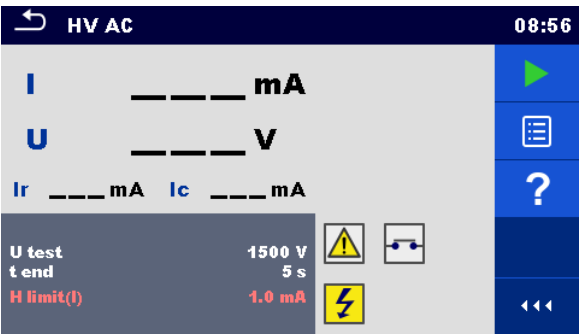 HV AC 08:56
I ___ mA
U ___ V
Ir ___ mA Ic ___ mA
U test 1500 V
t end 5 s
H limit(I) 1.0 mA
?